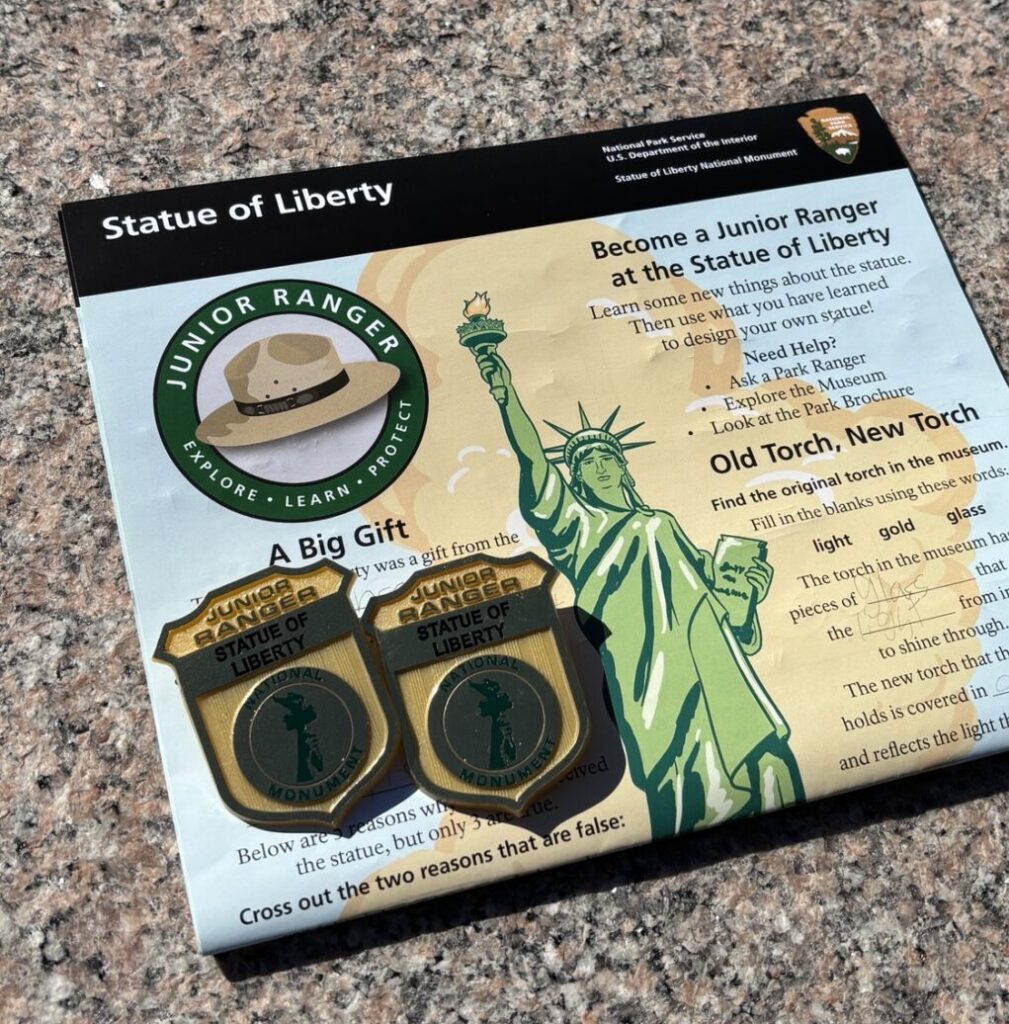 Statue of Liberty
National Park Service
U.S. Department of the Interior
Statue of Liberty National Monument
NATIONAL
PARK
SERVICE
JUNIOR RANGER
EXPLORE • LEARN • PROTECT
Become a Junior Ranger
at the Statue of Liberty
Learn some new things about the statue.
Then use what you have learned
to design your own statue!
Need Help?
• Ask a Park Ranger
• Explore the Museum
• Look at the Park Brochure
Old Torch, New Torch
Find the original torch in the museum.
Fill in the blanks using these words:
light gold glass
The torch in the museum has
pieces of that
the from in
to shine through.
The new torch that th
holds is covered in
and reflects the light th
A Big Gift
was a gift from the
JUNIOR
RANGER
STATUE OF
LIBERTY
NATIONAL
MONUMENT
JUNIOR
RANGER
STATUE OF
LIBERTY
NATIONAL
MONUMENT
Below are 5 reasons
the statue, but only 3 are true.
Cross out the two reasons that are false: